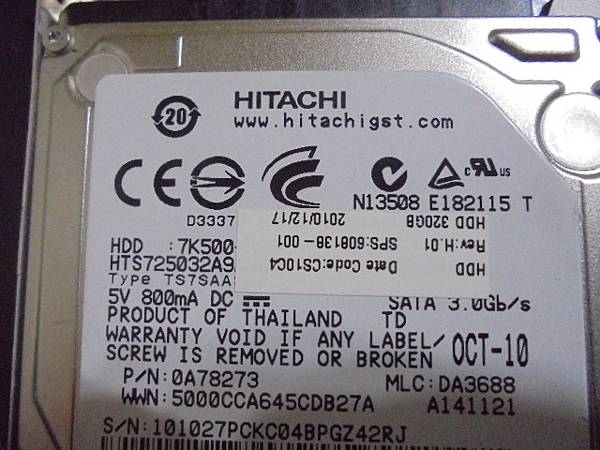 20
HITACHI
www.hitachigst.com
N13508 E182115 T
D3337
HDD 320GB 2010/12/17
Rev:H.01 SPS:608138-001
HDD Date Code:CS10C4
HDD :7K500-
HTS725032A9
Type TS7SAA
5V 800mA DC SATA 3.0Gb/s
PRODUCT OF THAILAND TD
WARRANTY VOID IF ANY LABEL/ OCT-10
SCREW IS REMOVED OR BROKEN
P/N:0A78273 MLC:DA3688
WWN:5000CCA645CDB27A A141121
S/N:101027PCKC04BPGZ42RJ